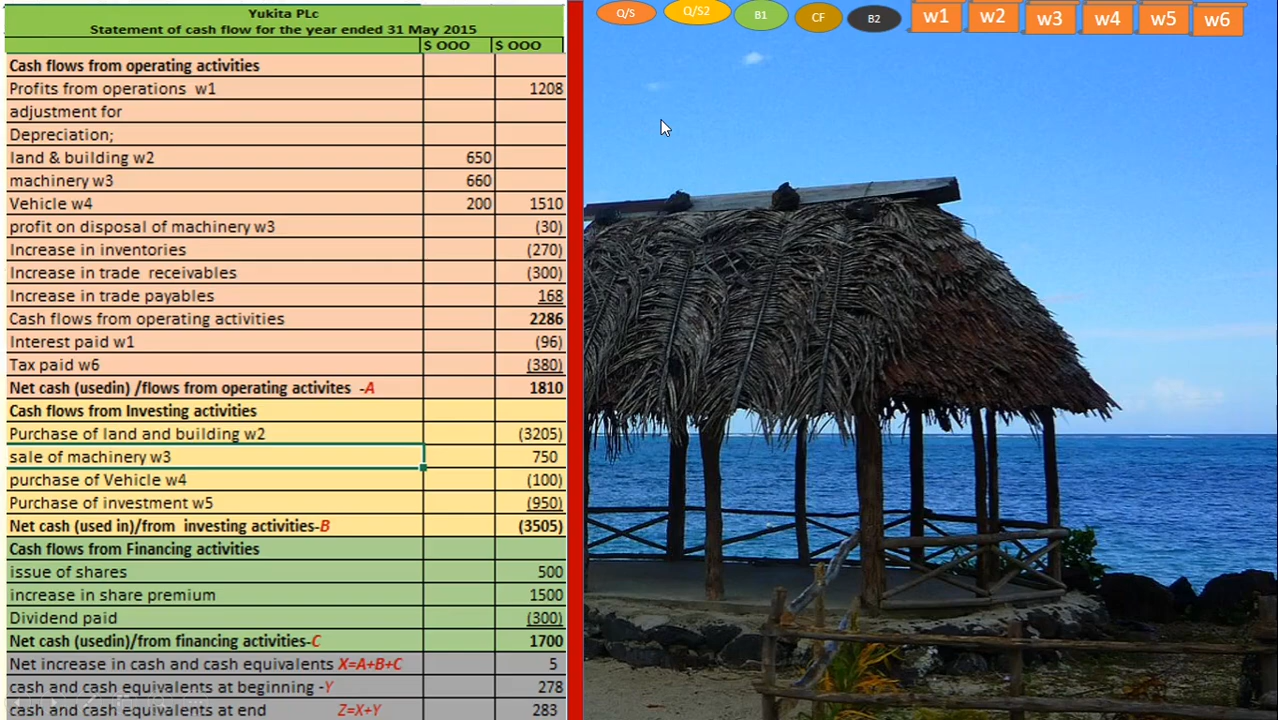 Yukita PLc
Statement of cash flow for the year ended 31 May 2015
$ OOO $ OOO
Cash flows from operating activities
Profits from operations w1 1208
adjustment for
Depreciation;
land & building w2 650
machinery w3 660
Vehicle w4 200 1510
profit on disposal of machinery w3 (30)
Increase in inventories (270)
Increase in trade receivables (300)
Increase in trade payables 168
Cash flows from operating activities 2286
Interest paid w1 (96)
Tax paid w6 (380)
Net cash (usedin) /flows from operating activites -A 1810
Cash flows from Investing activities
Purchase of land and building w2 (3205)
sale of machinery w3 750
purchase of Vehicle w4 (100)
Purchase of investment w5 (950)
Net cash (used in)/from investing activities-B (3505)
Cash flows from Financing activities
issue of shares 500
increase in share premium 1500
Dividend paid (300)
Net cash (usedin)/from financing activities-C 1700
Net increase in cash and cash equivalents X=A+B+C 5
cash and cash equivalents at beginning -Y 278
cash and cash equivalents at end Z=X+Y 283
Q/S Q/S2 B1 CF B2 w1 w2 w3 w4 w5 w6